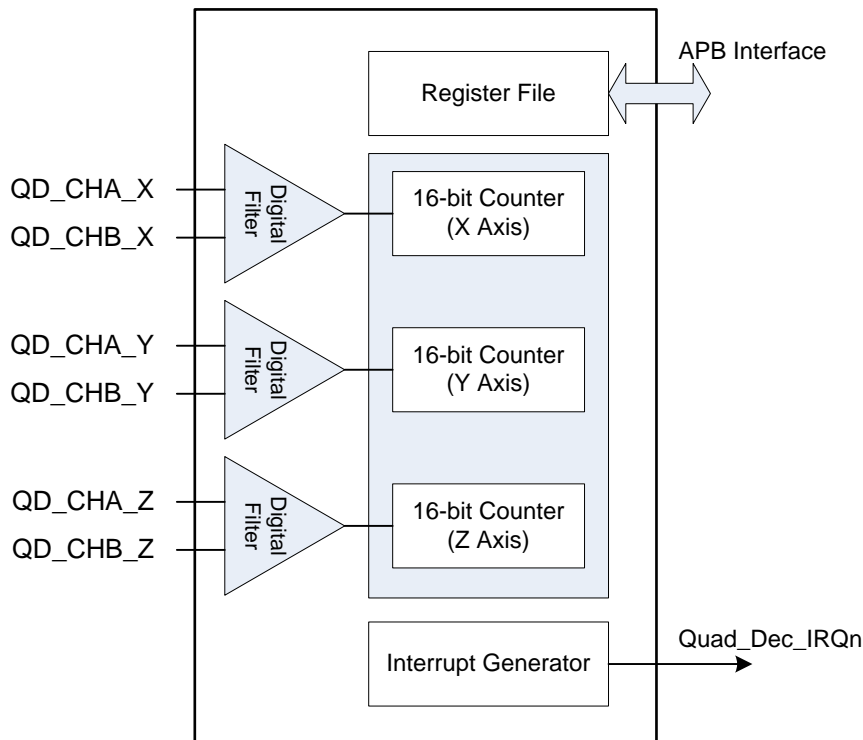 APB Interface
Register File
QD_CHA_X
QD_CHB_X
Digital
Filter
16-bit Counter
(X Axis)
QD_CHA_Y
QD_CHB_Y
Digital
Filter
16-bit Counter
(Y Axis)
QD_CHA_Z
QD_CHB_Z
Digital
Filter
16-bit Counter
(Z Axis)
Interrupt Generator
Quad_Dec_IRQn